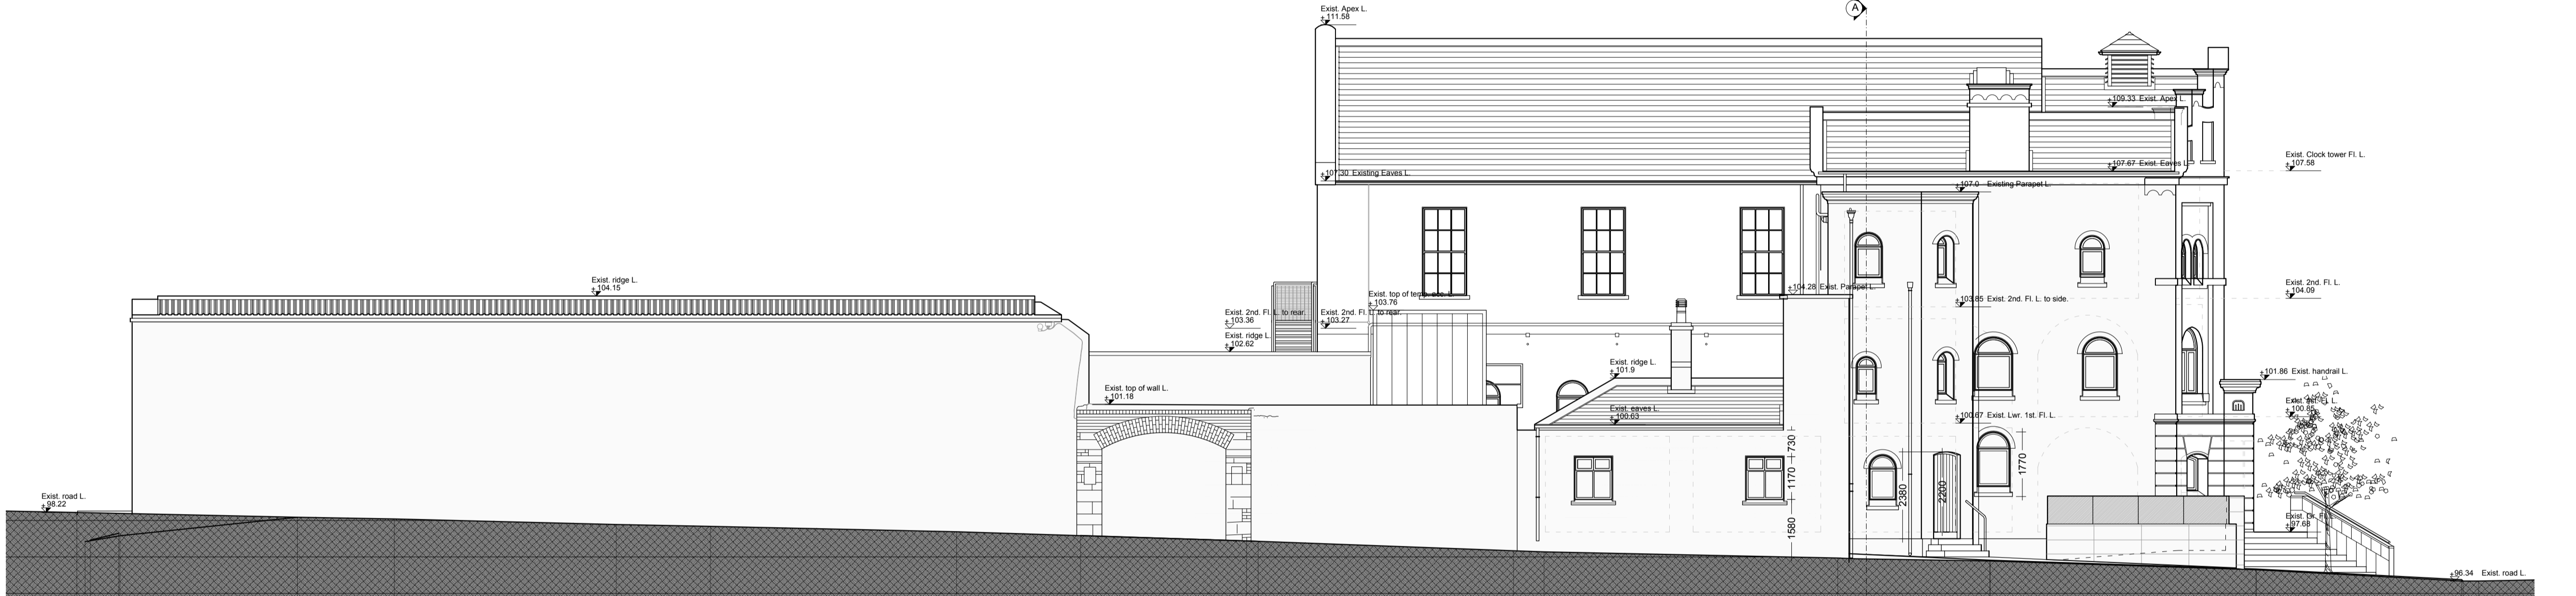 Exist. Apex L.
+111.58
A
+109.33 Exist. Apex L.
Exist. Clock tower Fl. L.
+107.58
+107.67 Exist. Eaves L.
+107.30 Existing Eaves L.
+107.0 Existing Parapet L.
Exist. ridge L.
+104.15
Exist. 2nd. Fl. L.
+104.09
+104.28 Exist. Parapet L.
Exist. top of temp. acc. L.
+103.76
+103.85 Exist. 2nd. Fl. L. to side.
Exist. 2nd. Fl. L. to rear.
+103.36
Exist. 2nd. Fl. L. to rear.
+103.27
Exist. ridge L.
+102.62
Exist. ridge L.
+101.9
+101.86 Exist. handrail L.
Exist. top of wall L.
+101.18
Exist. eaves L.
+100.63
+100.67 Exist. Lwr. 1st. Fl. L.
730
1170
1580
2380
2200
1770
Exist. road L.
+98.22
Exist. Gr. Fl. L.
+97.68
+96.34 Exist. road L.